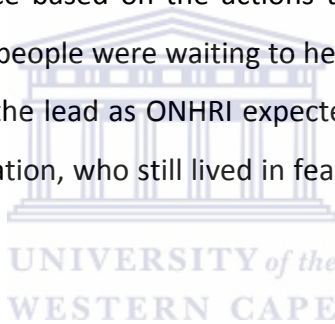 ce based on the actions
people were waiting to he
the lead as ONHRI expecte
ation, who still lived in fea
UNIVERSITY of the
WESTERN CAPE